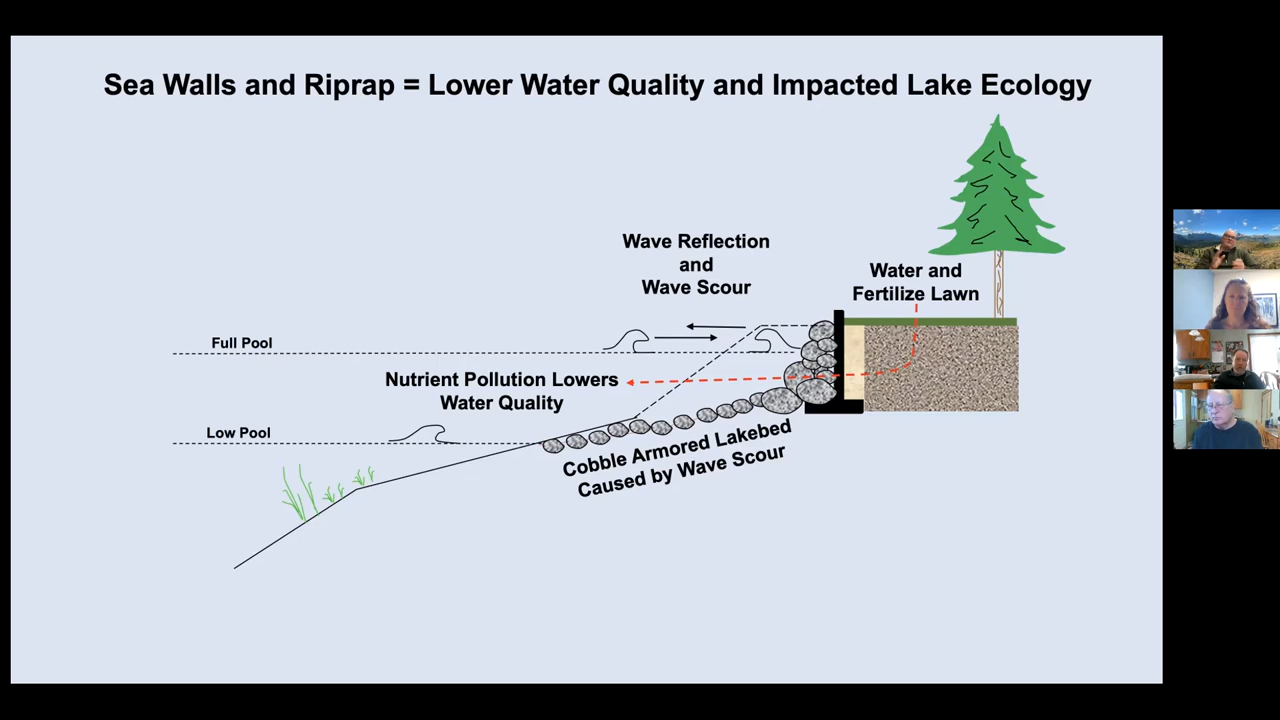 Sea Walls and Riprap = Lower Water Quality and Impacted Lake Ecology
Wave Reflection
and
Wave Scour
Water and
Fertilize Lawn
Full Pool
Nutrient Pollution Lowers
Water Quality
Low Pool
Cobble Armored Lakebed
Caused by Wave Scour